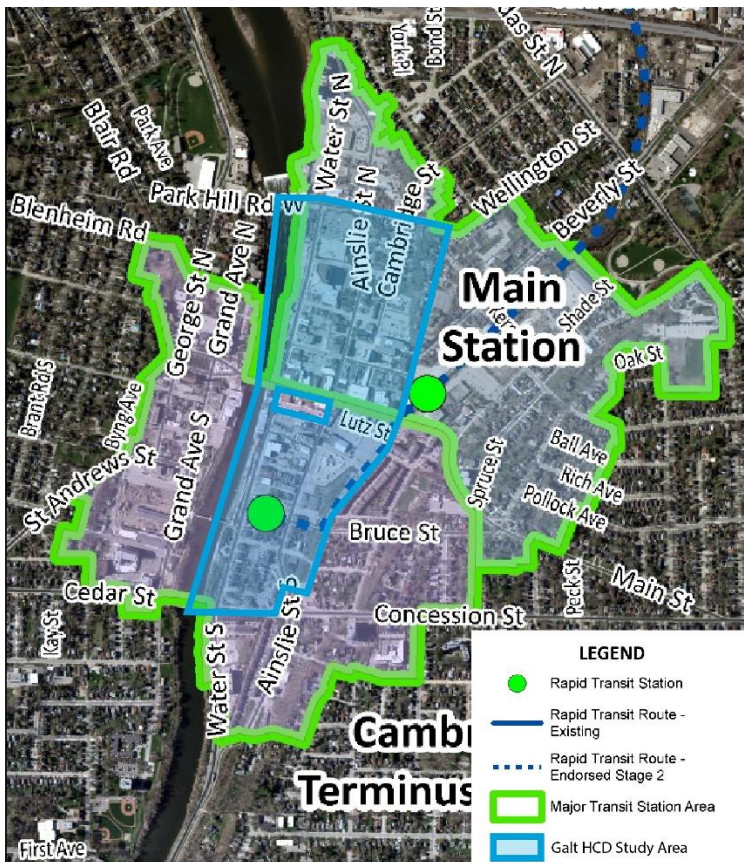 York Pl
Bond St
Water St N
Blair Rd
Park Ave
Ainslie St N
Cambridge St
Wellington St
Beverly St
Park Hill Rd W
Blenheim Rd
George St N
Grand Ave N
Main
Station
Shade St
Oak St
Brant Rd S
Byng Ave
Grand Ave S
Lutz St
St Andrews St
Spruce St
Ball Ave
Rich Ave
Pollock Ave
Bruce St
Cedar St
Kay St
Ainslie St
Concession St
Peck St
Main St
Water St S
Terminus
First Ave
LEGEND
Rapid Transit Station
Rapid Transit Route -
Existing
Rapid Transit Route -
Endorsed Stage 2
Major Transit Station Area
Galt HCD Study Area